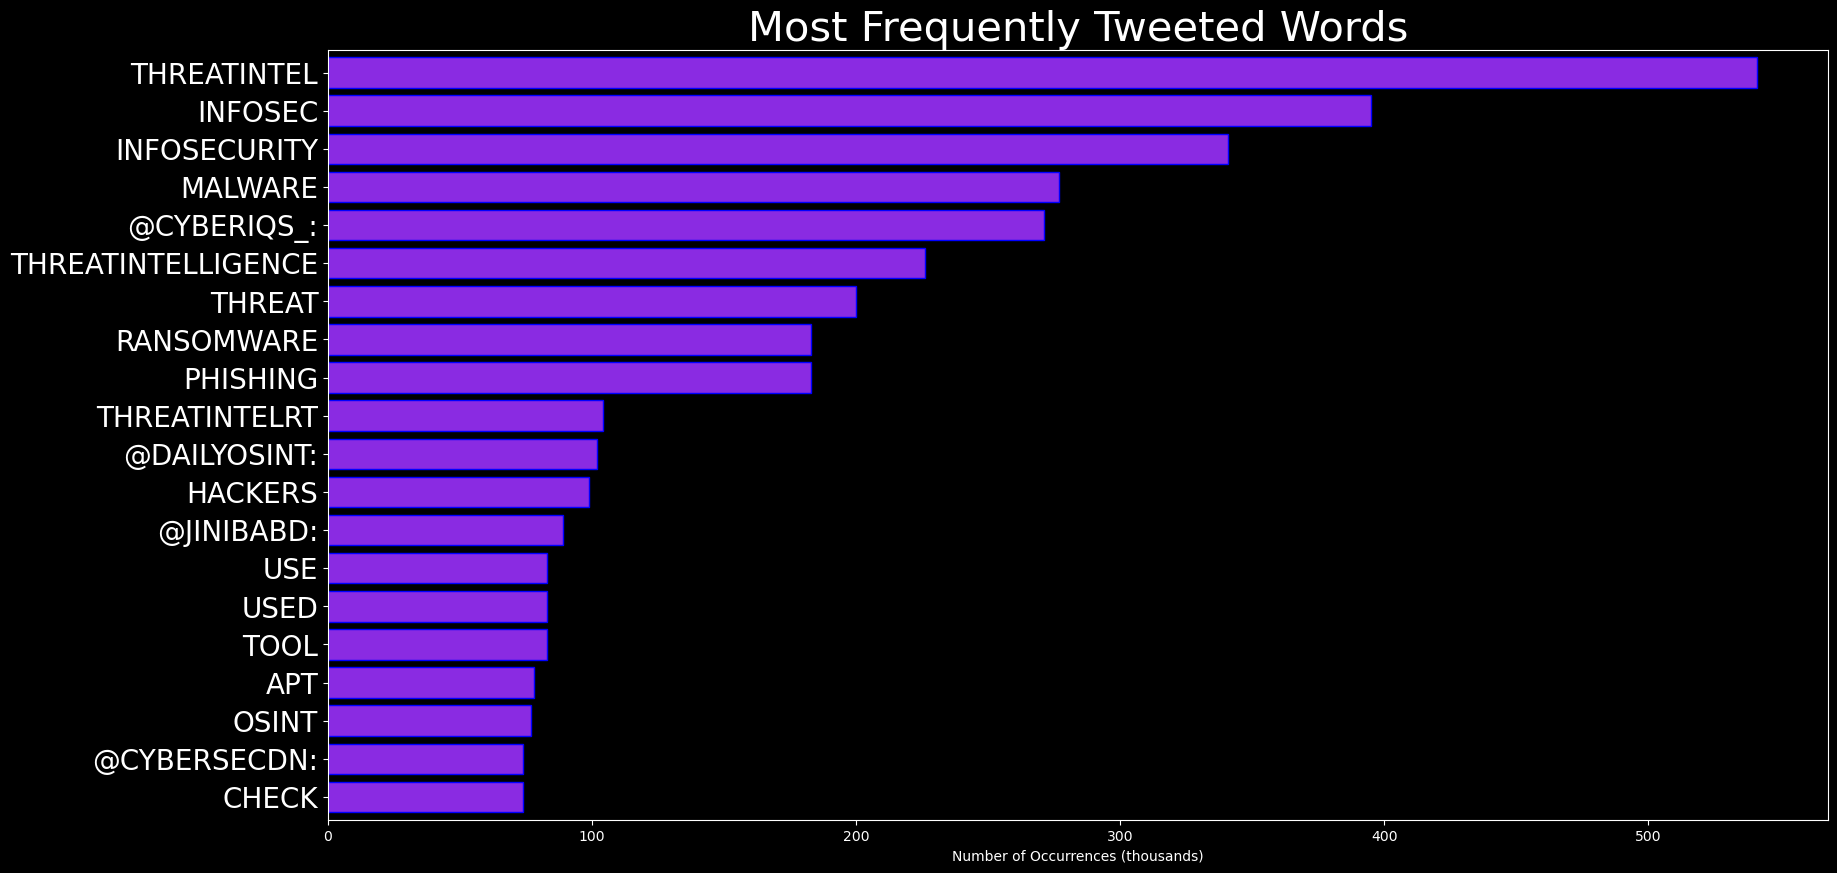 Most Frequently Tweeted Words
THREATINTEL
INFOSEC
INFOSECURITY
MALWARE
@CYBERIQS_:
THREATINTELLIGENCE
THREAT
RANSOMWARE
PHISHING
THREATINTELRT
@DAILYOSINT:
HACKERS
@JINIBABD:
USE
USED
TOOL
APT
OSINT
@CYBERSECDN:
CHECK
0 100 200 300 400 500
Number of Occurrences (thousands)